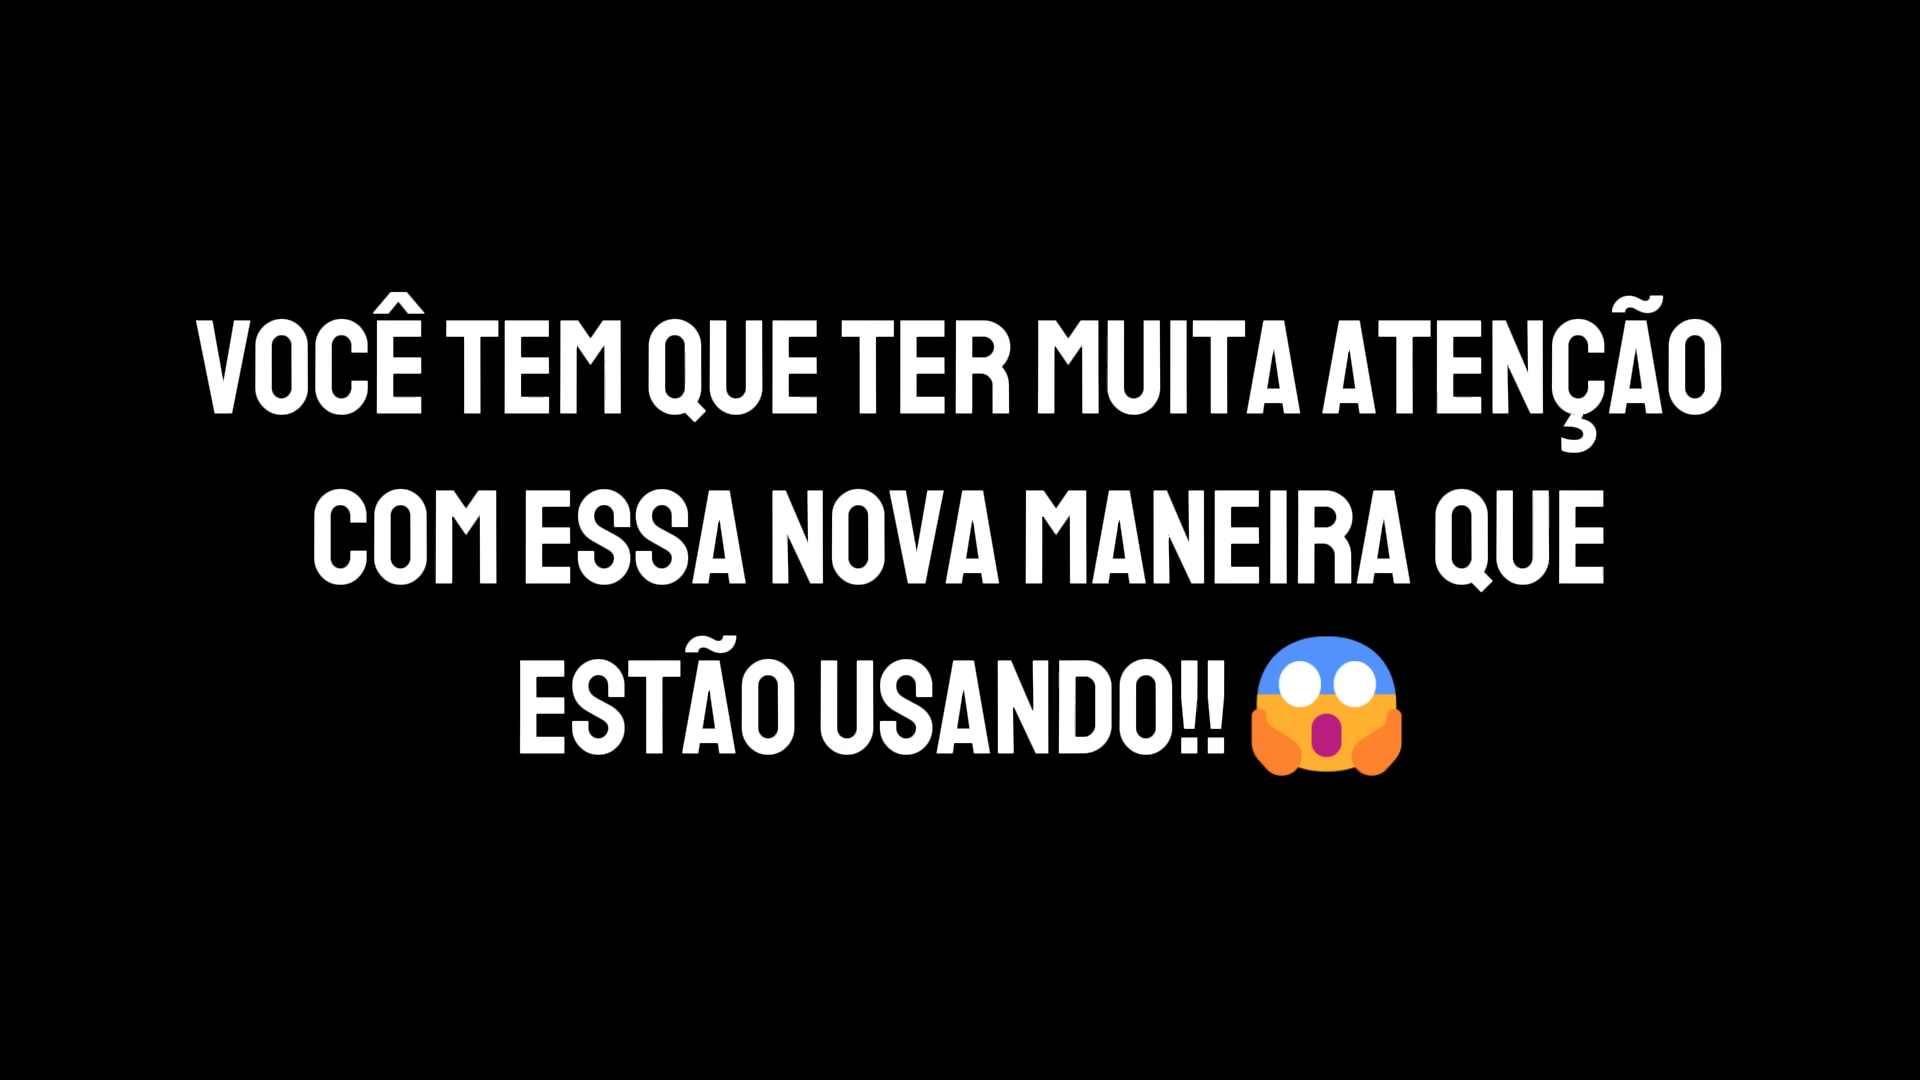 VOCÊ TEM QUE TER MUITA ATENÇÃO
COM ESSA NOVA MANEIRA QUE
ESTÃO USANDO!! 😱